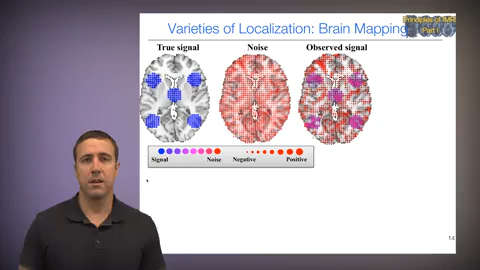 Varieties of Localization: Brain Mapping
Principles of fMRI
Part I
True signal
Noise
Observed signal
Signal
Noise
Negative
Positive
14